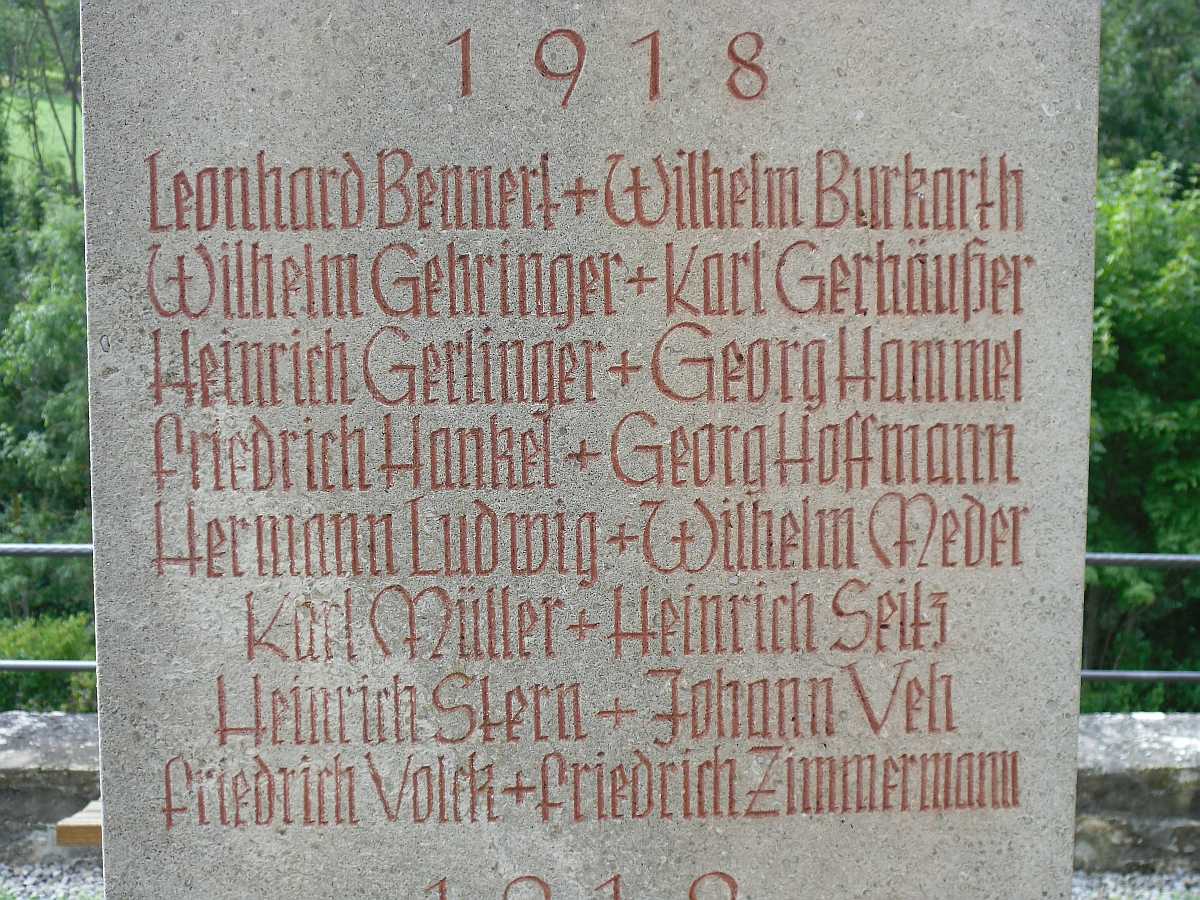 1918
Leonhard Bennert + Wilhelm Burkarth
Wilhelm Gehringer + Karl Gerhäußer
Heinrich Gerlinger + Georg Hammel
Friedrich Hankel + Georg Hoffmann
Hermann Ludwig + Wilhelm Meder
Karl Müller + Heinrich Seitz
Heinrich Stern + Johann Veh
Friedrich Volck + Friedrich Zimmermann